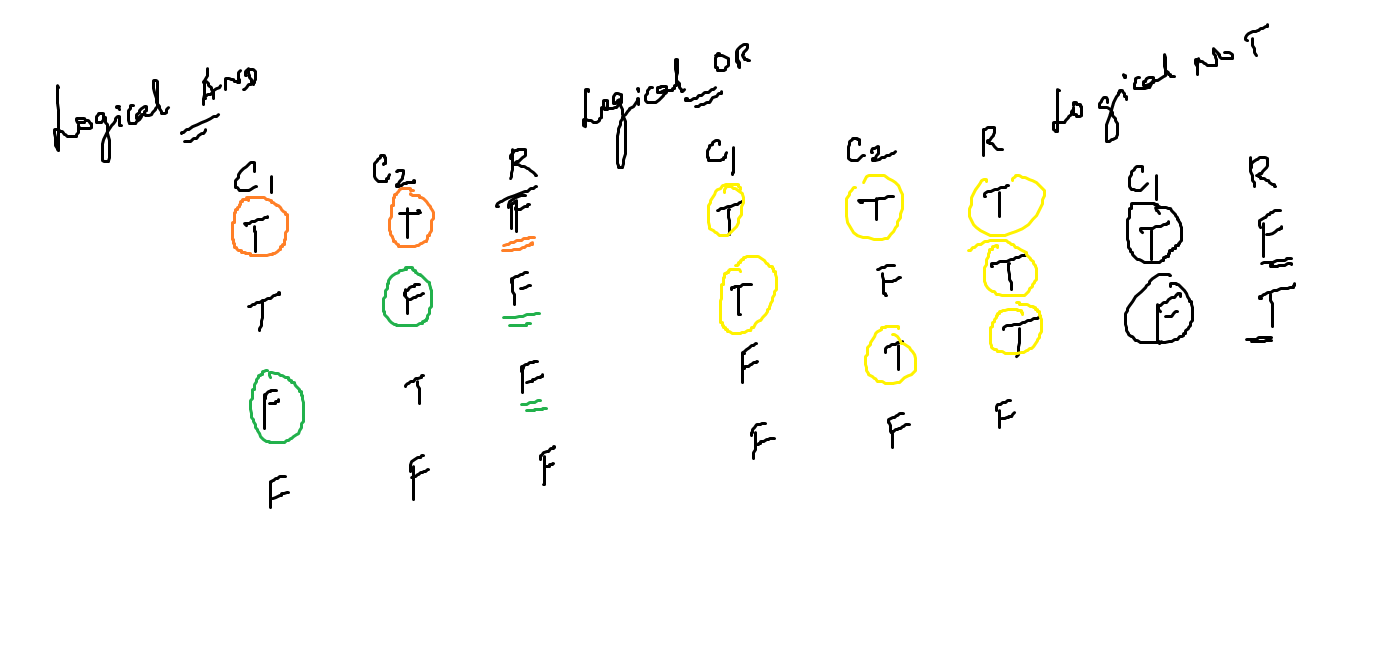 Logical AND
C1 C2 R
T T T
T F F
F T F
F F F
Logical OR
C1 C2 R
T T T
T F T
F T T
F F F
Logical NOT
C1 R
T F
F T